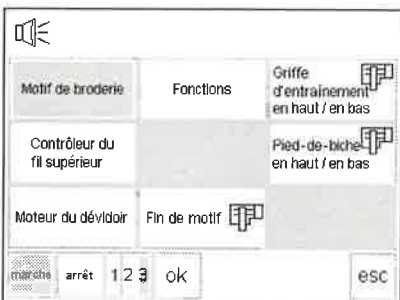 Motif de broderie
Fonctions
Griffe
d'entraînement
en haut / en bas
Contrôleur du
fil supérieur
Pied-de-biche
en haut / en bas
Moteur du dévidoir
Fin de motif
marche arrêt 1 2 3 ok esc